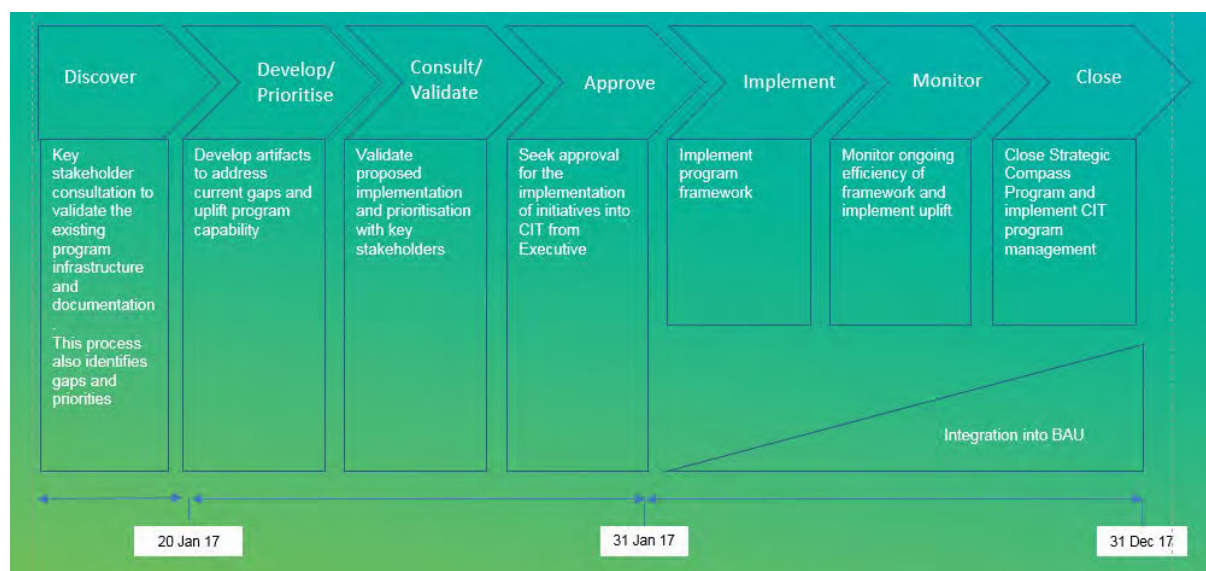 Discover
Develop/
Prioritise
Consult/
Validate
Approve
Implement
Monitor
Close
Key
stakeholder
consultation to
validate the
existing
program
infrastructure
and
documentation
.
This process
also identifies
gaps and
priorities
Develop artifacts
to address
current gaps and
uplift program
capability
Validate
proposed
implementation
and prioritisation
with key
stakeholders
Seek approval
for the
implementation
of initiatives into
CIT from
Executive
Implement
program
framework
Monitor ongoing
efficiency of
framework and
implement uplift
Close Strategic
Compass
Program and
implement CIT
program
management
Integration into BAU
20 Jan 17
31 Jan 17
31 Dec 17